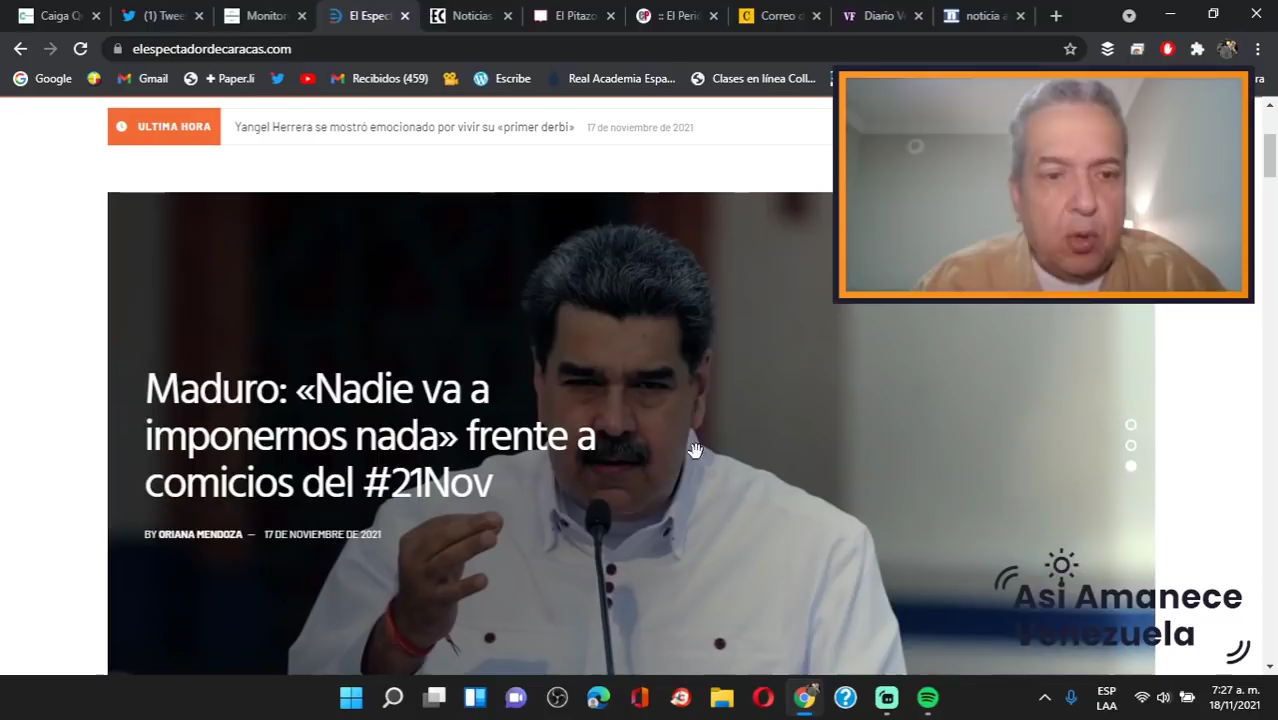 Caiga Q
(1) Twee
Monitor
El Espec
Noticias
El Pitazo
:: El Peri
Correo d
Diario V
noticia a
elespectadordecaracas.com
Google
Gmail
+ Paper.li
Recibidos (459)
Escribe
Real Academia Espa...
Clases en línea Coll...
ULTIMA HORA
Yangel Herrera se mostró emocionado por vivir su «primer derbi» 17 de noviembre de 2021
Maduro: «Nadie va a
imponernos nada» frente a
comicios del #21Nov
BY ORIANA MENDOZA — 17 DE NOVIEMBRE DE 2021
Asi Amanece
Venezuela
ESP
LAA
7:27 a. m.
18/11/2021